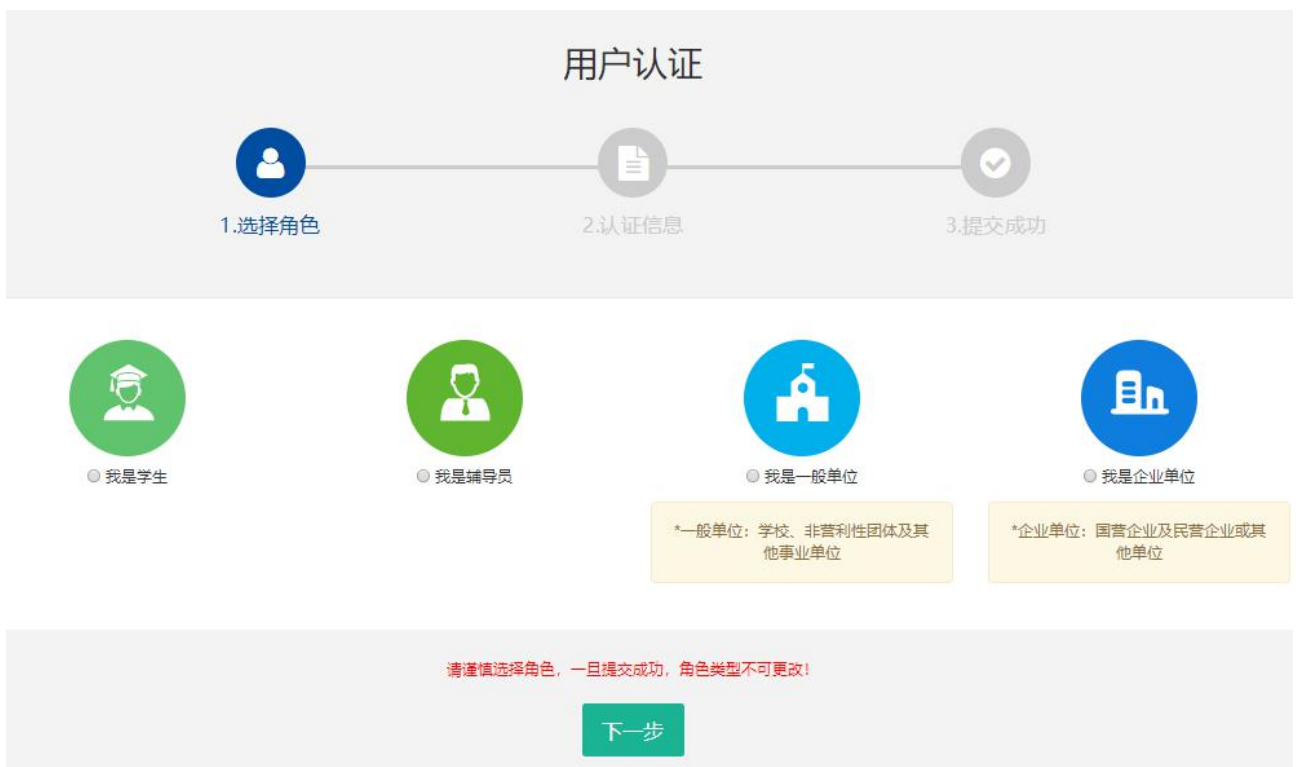 用户认证
1.选择角色
2.认证信息
3.提交成功
我是学生
我是辅导员
我是一般单位
我是企业单位
*一般单位：学校、非营利性团体及其
他事业单位
*企业单位：国营企业及民营企业或其
他单位
请谨慎选择角色，一旦提交成功，角色类型不可更改！
下一步